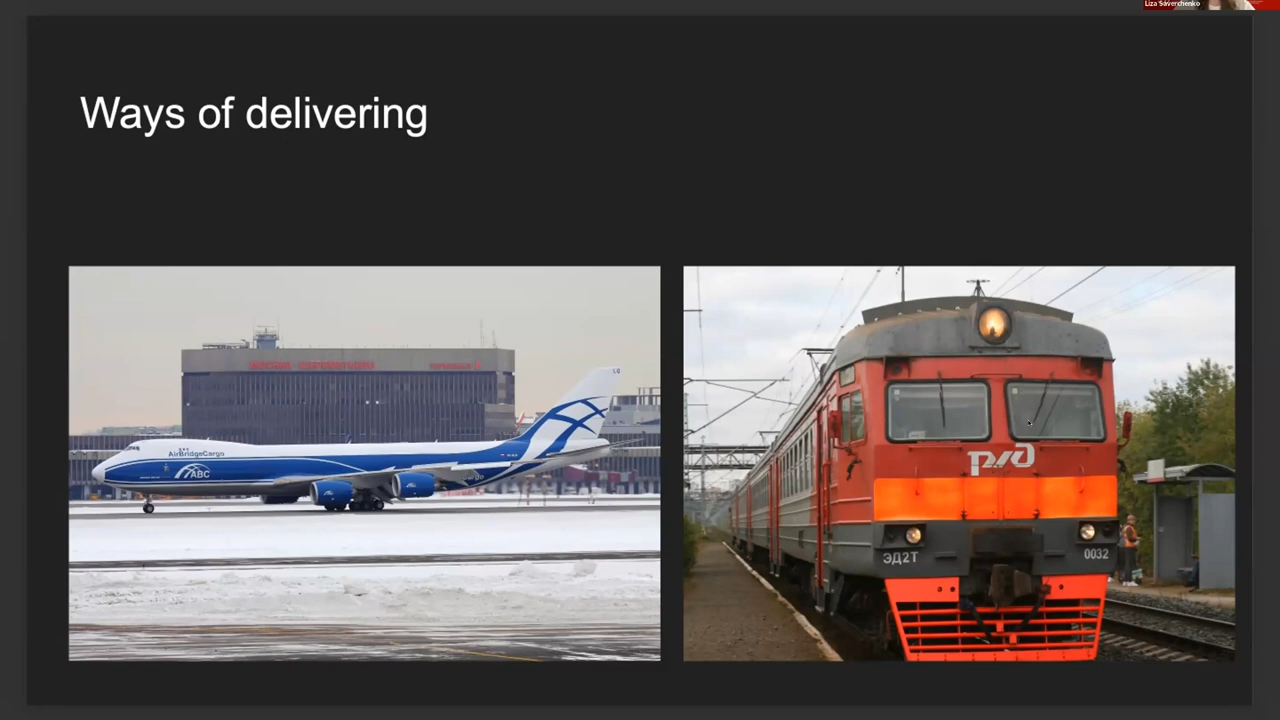 Liza Saverchenko
Ways of delivering
AirBridgeCargo
ABC
ржд
ЭД2Т
0032